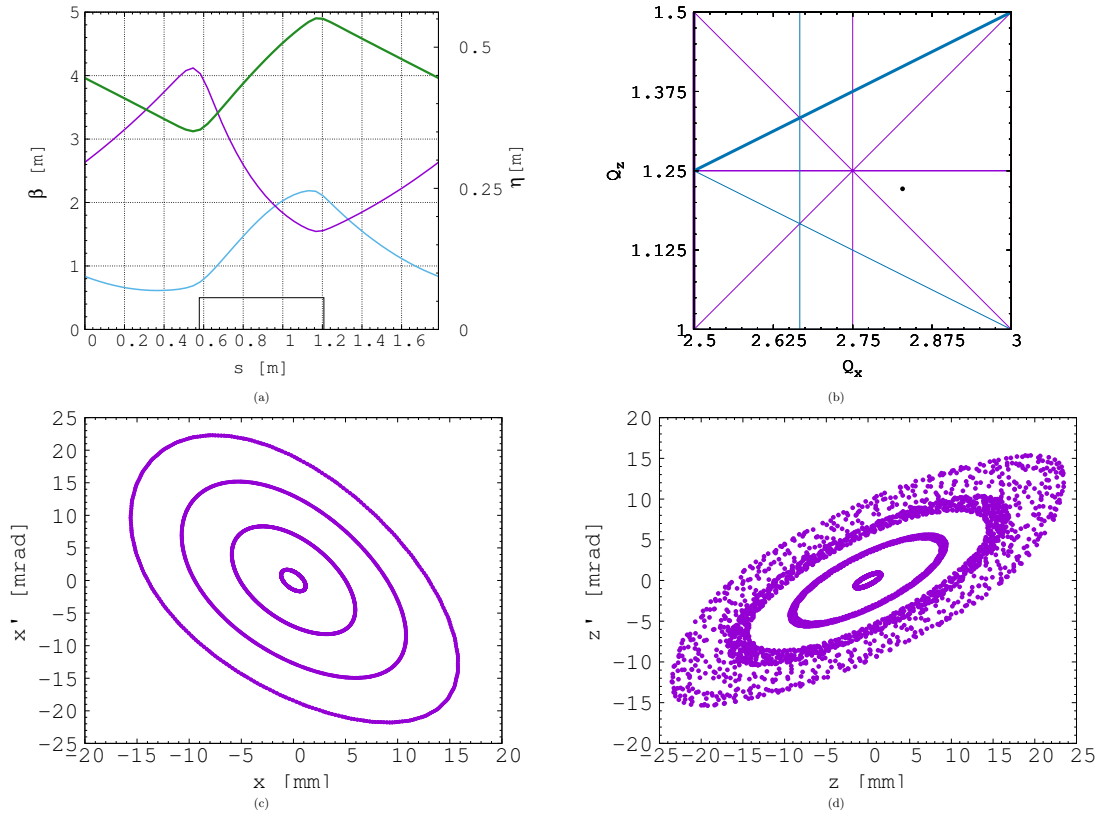 5
4
3
2
1
0
β [m]
0.5
0.25
0
η [m]
0 0.2 0.4 0.6 0.8 1 1.2 1.4 1.6
s [m]
(a)
1.5
1.375
1.25
1.125
1
Qz
2.5 2.625 2.75 2.875 3
Qx
(b)
25
20
15
10
5
0
−5
−10
−15
−20
−25
x' [mrad]
−20 −15 −10 −5 0 5 10 15 20
x [mm]
(c)
20
15
10
5
0
−5
−10
−15
−20
z' [mrad]
−25 −20 −15 −10 −5 0 5 10 15 20 25
z [mm]
(d)